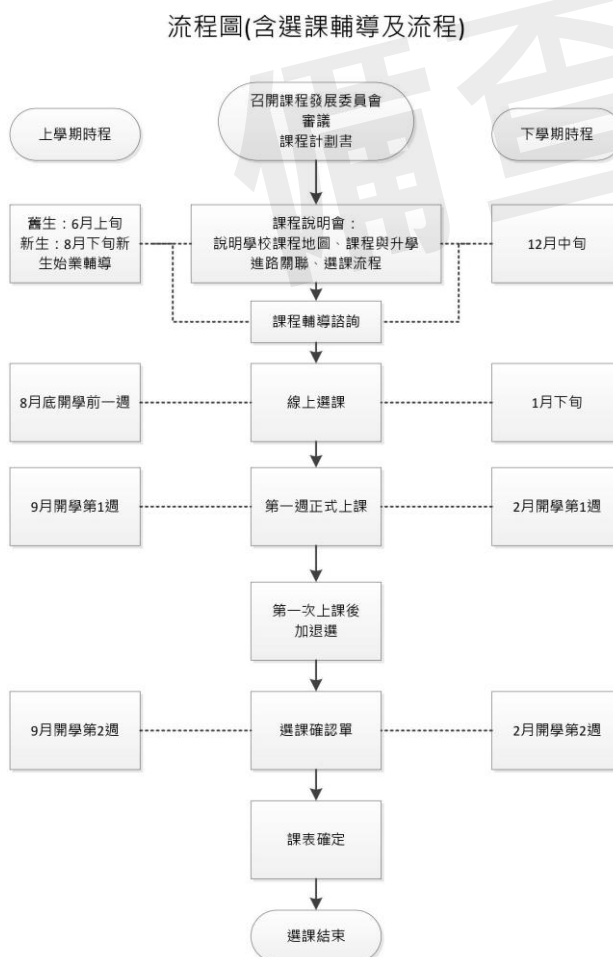 流程圖(含選課輔導及流程)
備查
上學期時程
召開課程發展委員會
審議
課程計劃書
下學期時程
舊生：6月上旬
新生：8月下旬新
生始業輔導
課程說明會：
說明學校課程地圖、課程與升學
進路關聯、選課流程
12月中旬
課程輔導諮詢
8月底開學前一週
線上選課
1月下旬
9月開學第1週
第一週正式上課
2月開學第1週
第一次上課後
加退選
9月開學第2週
選課確認單
2月開學第2週
課表確定
選課結束